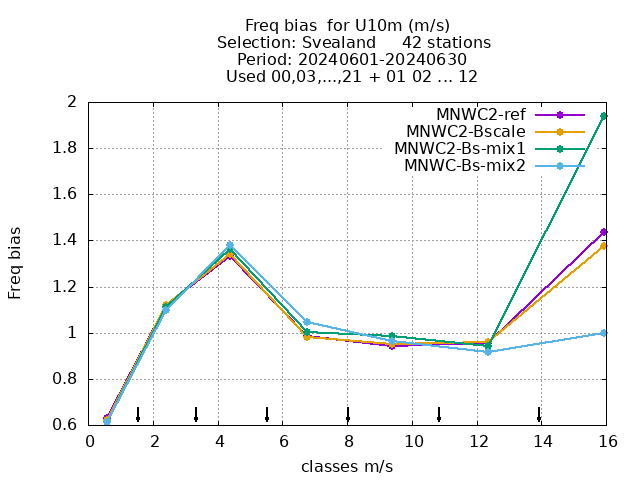 Freq bias  for U10m (m/s)
Selection: Svealand     42 stations
Period: 20240601-20240630
Used 00,03,...,21 + 01 02 ... 12
MNWC2-ref
MNWC2-Bscale
MNWC2-Bs-mix1
MNWC-Bs-mix2
Freq bias
2
1.8
1.6
1.4
1.2
1
0.8
0.6
0 2 4 6 8 10 12 14 16
classes m/s